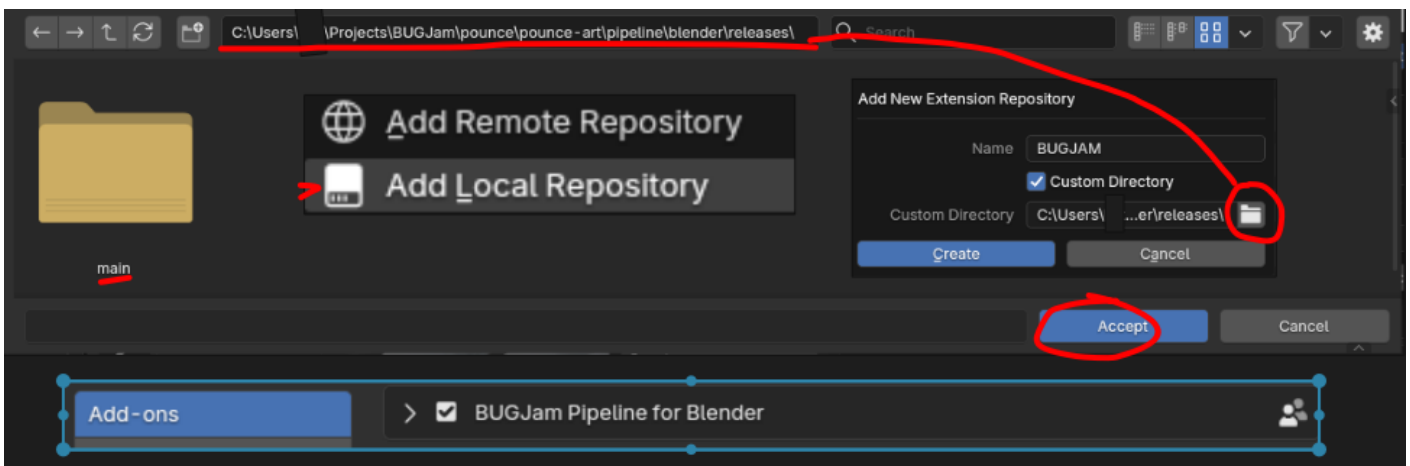 C:\Users\ \Projects\BUGJam\pounce\pounce-art\pipeline\blender\releases\
Search
main
Add Remote Repository
Add Local Repository
Add New Extension Repository
Name BUGJAM
Custom Directory
Custom Directory C:\Users\ ...er\releases\
Create Cancel
Accept Cancel
Add-ons
BUGJam Pipeline for Blender